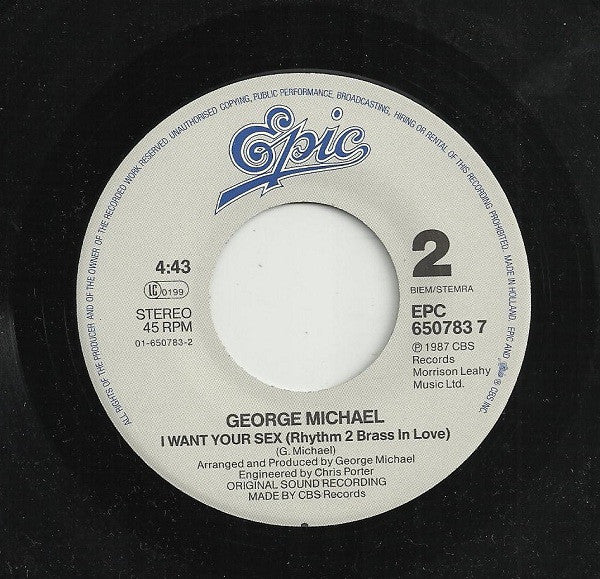 ALL RIGHTS OF THE PRODUCER AND OF THE OWNER OF THE RECORDED WORK RESERVED. UNAUTHORISED COPYING, PUBLIC PERFORMANCE, BROADCASTING, HIRING OR RENTAL OF THIS RECORDING PROHIBITED. MADE IN HOLLAND. EPIC AND Epic ® CBS INC.
Epic
4:43
LC 0199
STEREO
45 RPM
01-650783-2
2
BIEM/STEMRA
EPC
650783 7
℗ 1987 CBS
Records
Morrison Leahy
Music Ltd.
GEORGE MICHAEL
I WANT YOUR SEX (Rhythm 2 Brass In Love)
(G. Michael)
Arranged and Produced by George Michael
Engineered by Chris Porter
ORIGINAL SOUND RECORDING
MADE BY CBS Records